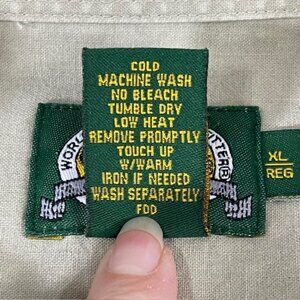 COLD
MACHINE WASH
NO BLEACH
TUMBLE DRY
LOW HEAT
REMOVE PROMPTLY
TOUCH UP
W/WARM
IRON IF NEEDED
WASH SEPARATELY
FDD
XL
REG